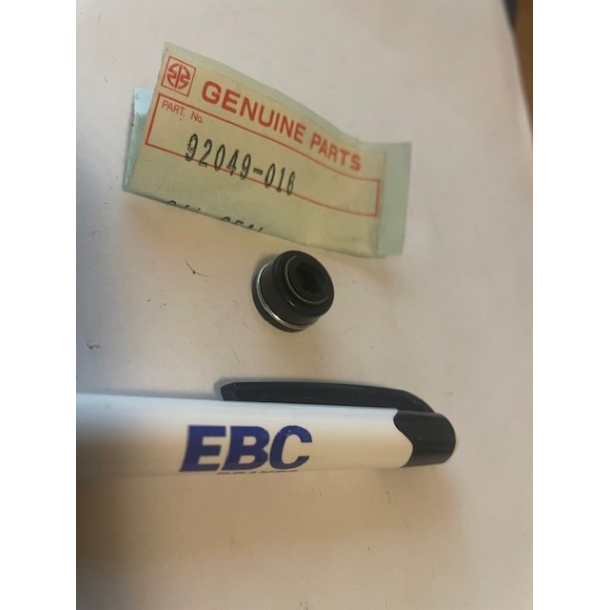 GENUINE PARTS
PART. No.
92049-016
EBC